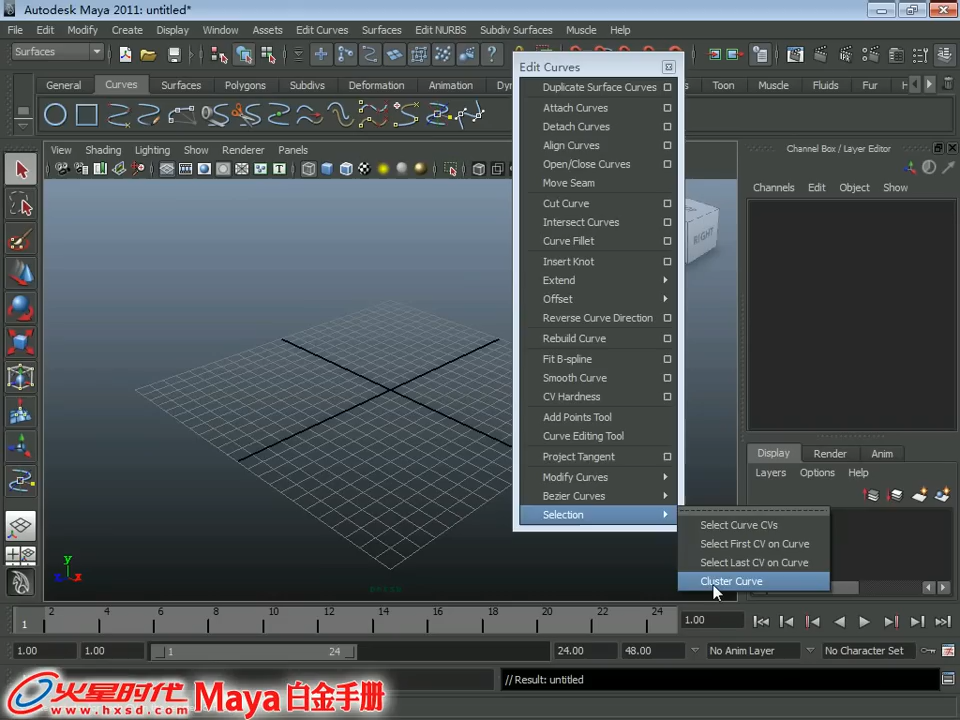 Autodesk Maya 2011: untitled*
File Edit Modify Create Display Window Assets Edit Curves Surfaces Edit NURBS Subdiv Surfaces Muscle Help
Surfaces
General Curves Surfaces Polygons Subdivs Deformation Animation Toon Muscle Fluids Fur
View Shading Lighting Show Renderer Panels
Edit Curves
Duplicate Surface Curves
Attach Curves
Detach Curves
Align Curves
Open/Close Curves
Move Seam
Cut Curve
Intersect Curves
Curve Fillet
Insert Knot
Extend
Offset
Reverse Curve Direction
Rebuild Curve
Fit B-spline
Smooth Curve
CV Hardness
Add Points Tool
Curve Editing Tool
Project Tangent
Modify Curves
Bezier Curves
Selection
Select Curve CVs
Select First CV on Curve
Select Last CV on Curve
Cluster Curve
RIGHT
Channel Box / Layer Editor
Channels Edit Object Show
Display Render Anim
Layers Options Help
y
z x
2 4 6 8 10 12 14 16 18 20 22 24
1
1.00
1.00 1.00 1 24 24.00 48.00 No Anim Layer No Character Set
// Result: untitled
火星时代 Maya 白金手册
www.hxsd.com